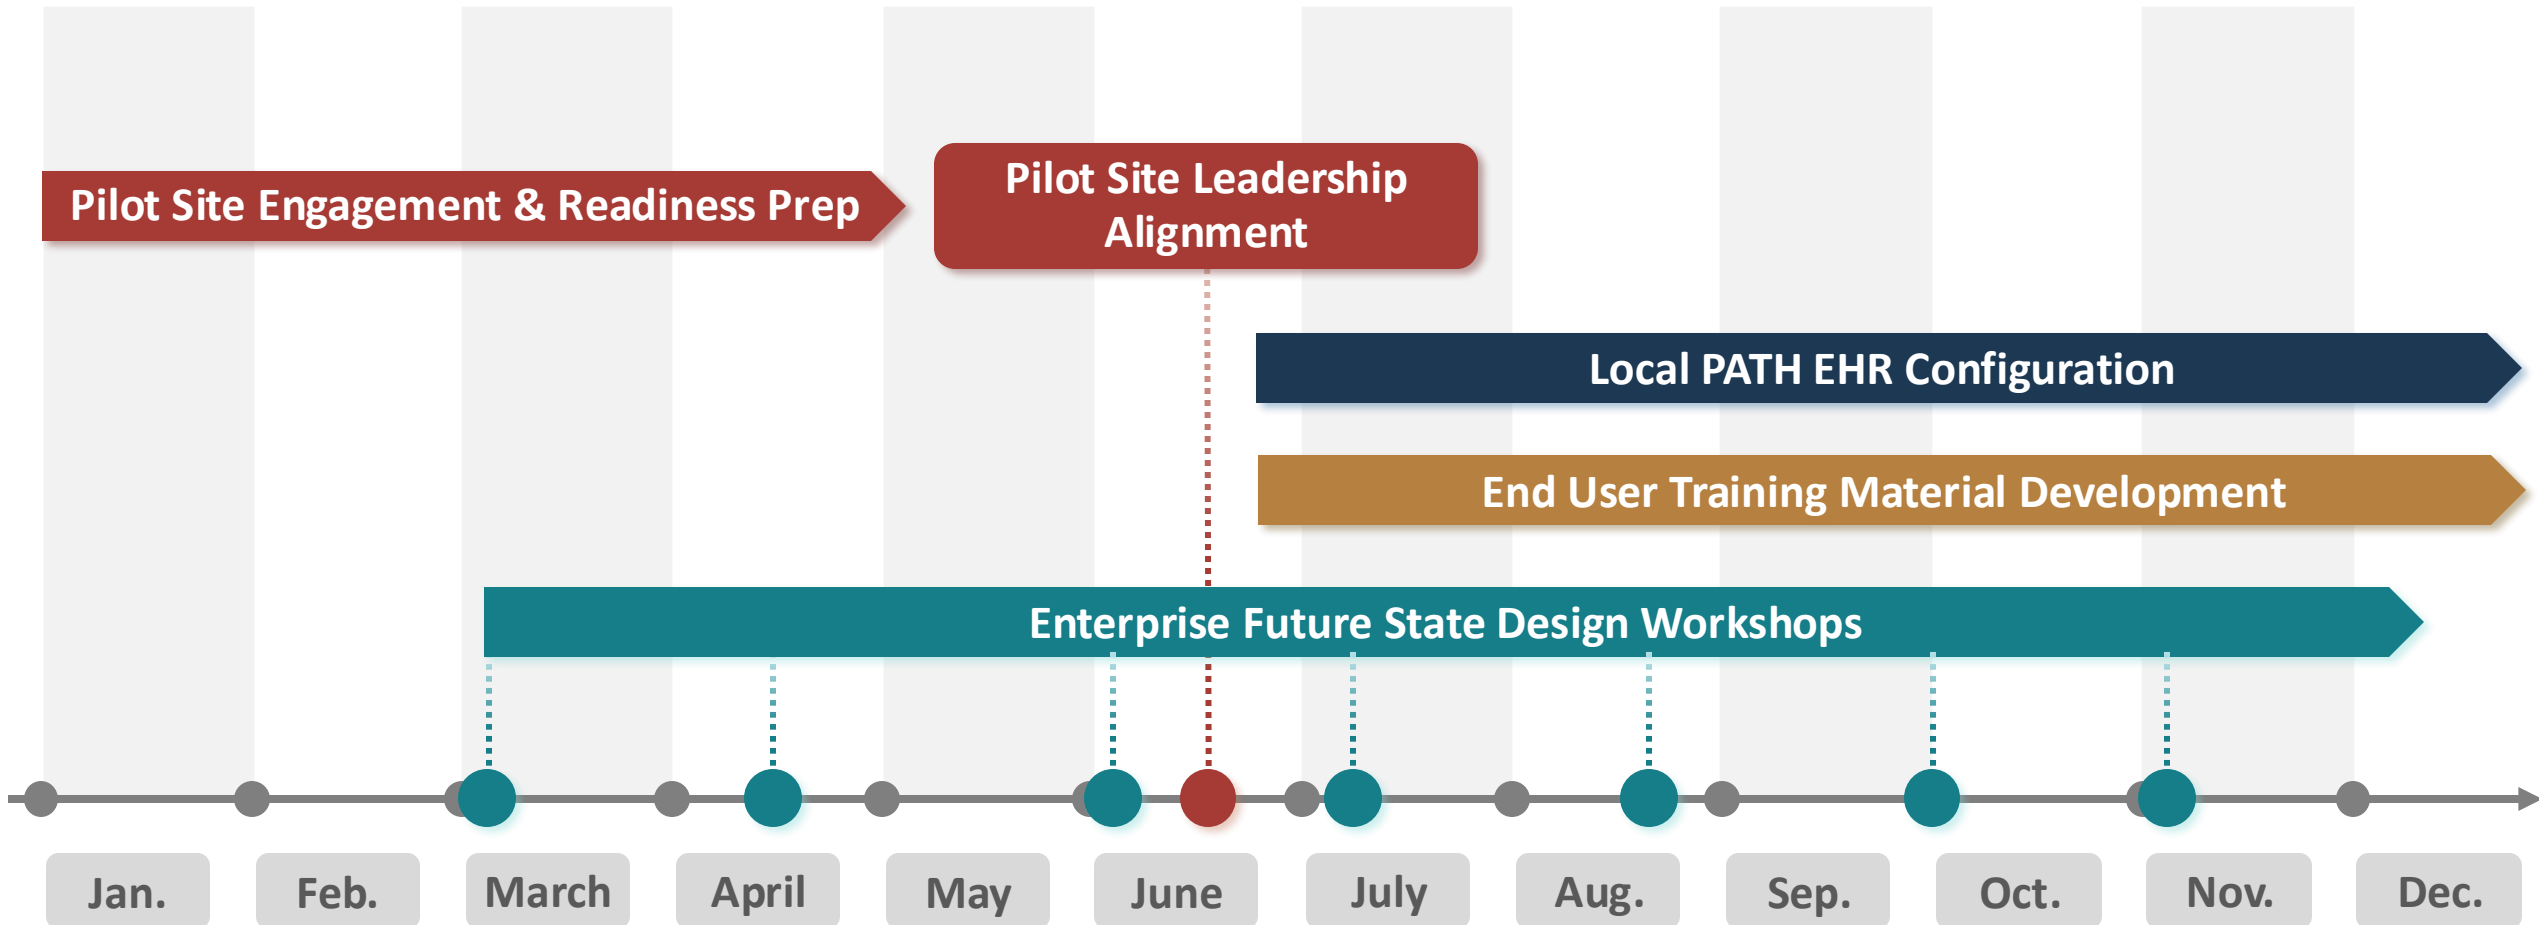 Pilot Site Engagement & Readiness Prep
Pilot Site Leadership
Alignment
Local PATH EHR Configuration
End User Training Material Development
Enterprise Future State Design Workshops
Jan.
Feb.
March
April
May
June
July
Aug.
Sep.
Oct.
Nov.
Dec.